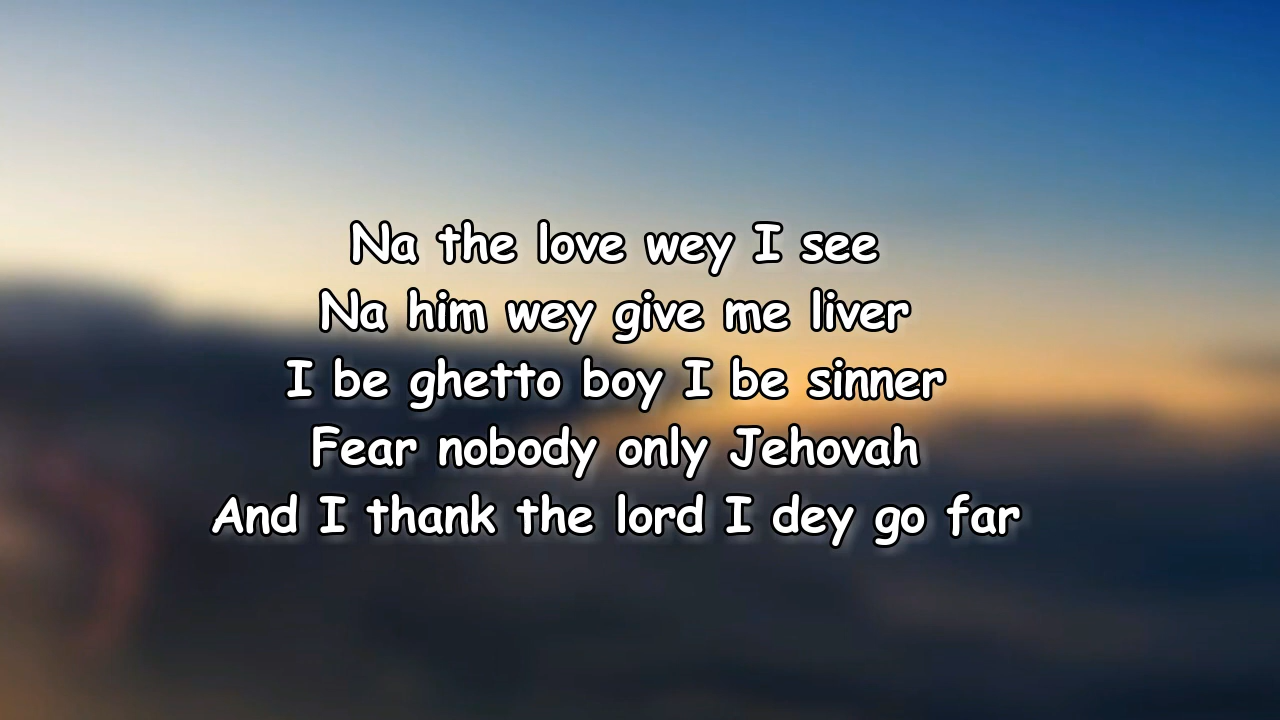 Na the love wey I see
Na him wey give me liver
I be ghetto boy I be sinner
Fear nobody only Jehovah
And I thank the lord I dey go far